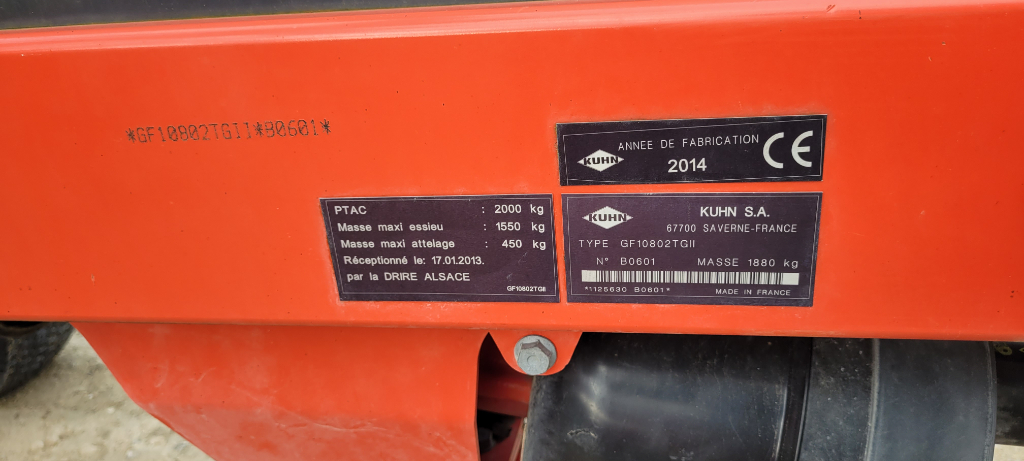 *GF10802TGII*B0601*
KUHN
ANNEE DE FABRICATION
2014
CE
PTAC : 2000 kg
Masse maxi essieu : 1550 kg
Masse maxi attelage : 450 kg
Réceptionné le: 17.01.2013.
par la DRIRE ALSACE
GF10802TGII
KUHN
KUHN S.A.
67700 SAVERNE-FRANCE
TYPE GF10802TGII
N° B0601 MASSE 1880 kg
*1125630 B0601*
MADE IN FRANCE